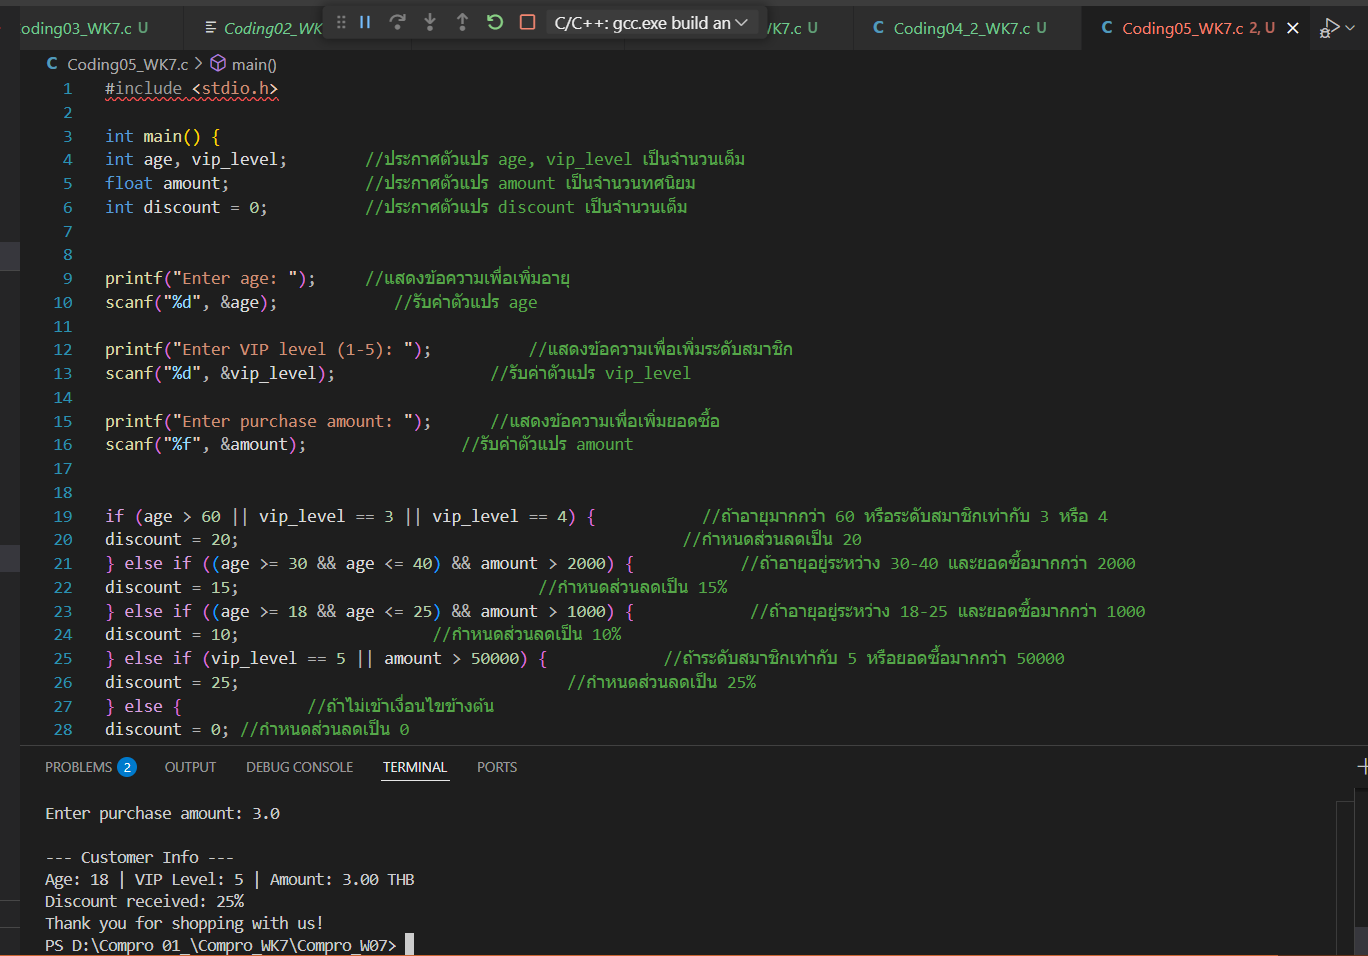 oding03_WK7.c U
Coding02_WK
C/C++: gcc.exe build an
/K7.c U
C Coding04_2_WK7.c U
C Coding05_WK7.c 2, U
C Coding05_WK7.c > main()
1 #include <stdio.h>
2
3 int main() {
4 int age, vip_level; //ประกาศตัวแปร age, vip_level เป็นจำนวนเต็ม
5 float amount; //ประกาศตัวแปร amount เป็นจำนวนทศนิยม
6 int discount = 0; //ประกาศตัวแปร discount เป็นจำนวนเต็ม
7
8
9 printf("Enter age: "); //แสดงข้อความเพื่อเพิ่มอายุ
10 scanf("%d", &age); //รับค่าตัวแปร age
11
12 printf("Enter VIP level (1-5): "); //แสดงข้อความเพื่อเพิ่มระดับสมาชิก
13 scanf("%d", &vip_level); //รับค่าตัวแปร vip_level
14
15 printf("Enter purchase amount: "); //แสดงข้อความเพื่อเพิ่มยอดซื้อ
16 scanf("%f", &amount); //รับค่าตัวแปร amount
17
18
19 if (age > 60 || vip_level == 3 || vip_level == 4) { //ถ้าอายุมากกว่า 60 หรือระดับสมาชิกเท่ากับ 3 หรือ 4
20 discount = 20; //กำหนดส่วนลดเป็น 20
21 } else if ((age >= 30 && age <= 40) && amount > 2000) { //ถ้าอายุอยู่ระหว่าง 30-40 และยอดซื้อมากกว่า 2000
22 discount = 15; //กำหนดส่วนลดเป็น 15%
23 } else if ((age >= 18 && age <= 25) && amount > 1000) { //ถ้าอายุอยู่ระหว่าง 18-25 และยอดซื้อมากกว่า 1000
24 discount = 10; //กำหนดส่วนลดเป็น 10%
25 } else if (vip_level == 5 || amount > 50000) { //ถ้าระดับสมาชิกเท่ากับ 5 หรือยอดซื้อมากกว่า 50000
26 discount = 25; //กำหนดส่วนลดเป็น 25%
27 } else { //ถ้าไม่เข้าเงื่อนไขข้างต้น
28 discount = 0; //กำหนดส่วนลดเป็น 0
PROBLEMS 2 OUTPUT DEBUG CONSOLE TERMINAL PORTS
Enter purchase amount: 3.0
--- Customer Info ---
Age: 18 | VIP Level: 5 | Amount: 3.00 THB
Discount received: 25%
Thank you for shopping with us!
PS D:\Compro 01_\Compro_WK7\Compro_W07>